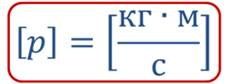 [p] = [кг · м / с]